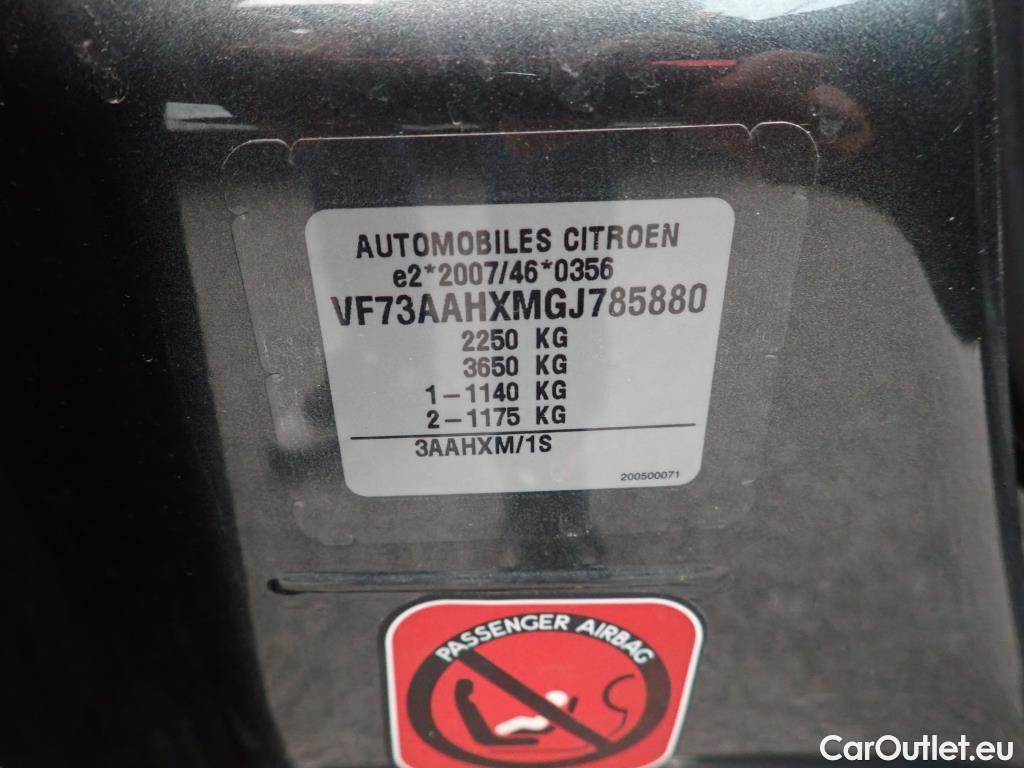 AUTOMOBILES CITROEN
e2*2007/46*0356
VF73AAHXMGJ785880
2250 KG
3650 KG
1-1140 KG
2-1175 KG
3AAHXM/1S
200500071
PASSENGER AIRBAG
CarOutlet.eu